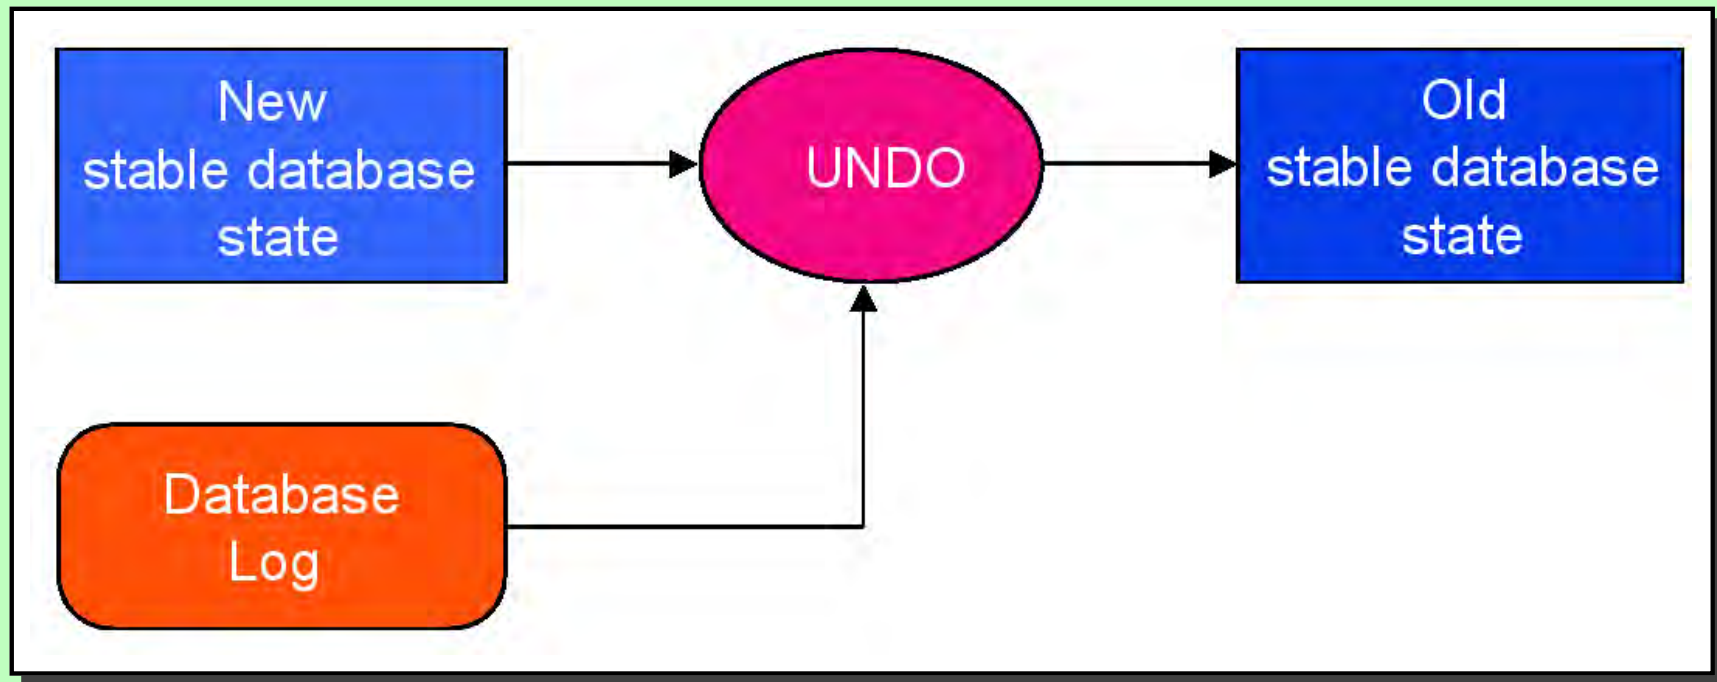 New
stable database
state
UNDO
Old
stable database
state
Database
Log